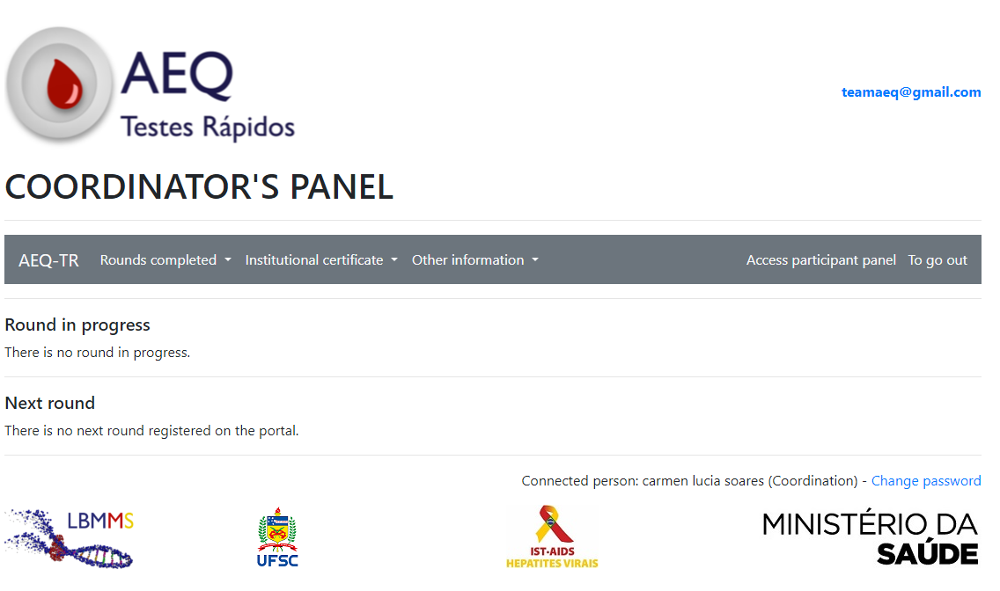 AEQ
Testes Rápidos
teamaeq@gmail.com
COORDINATOR'S PANEL
AEQ-TR Rounds completed Institutional certificate Other information Access participant panel To go out
Round in progress
There is no round in progress.
Next round
There is no next round registered on the portal.
Connected person: carmen lucia soares (Coordination) - Change password
LBMMS
UFSC
IST-AIDS
HEPATITES VIRAIS
MINISTÉRIO DA
SAÚDE